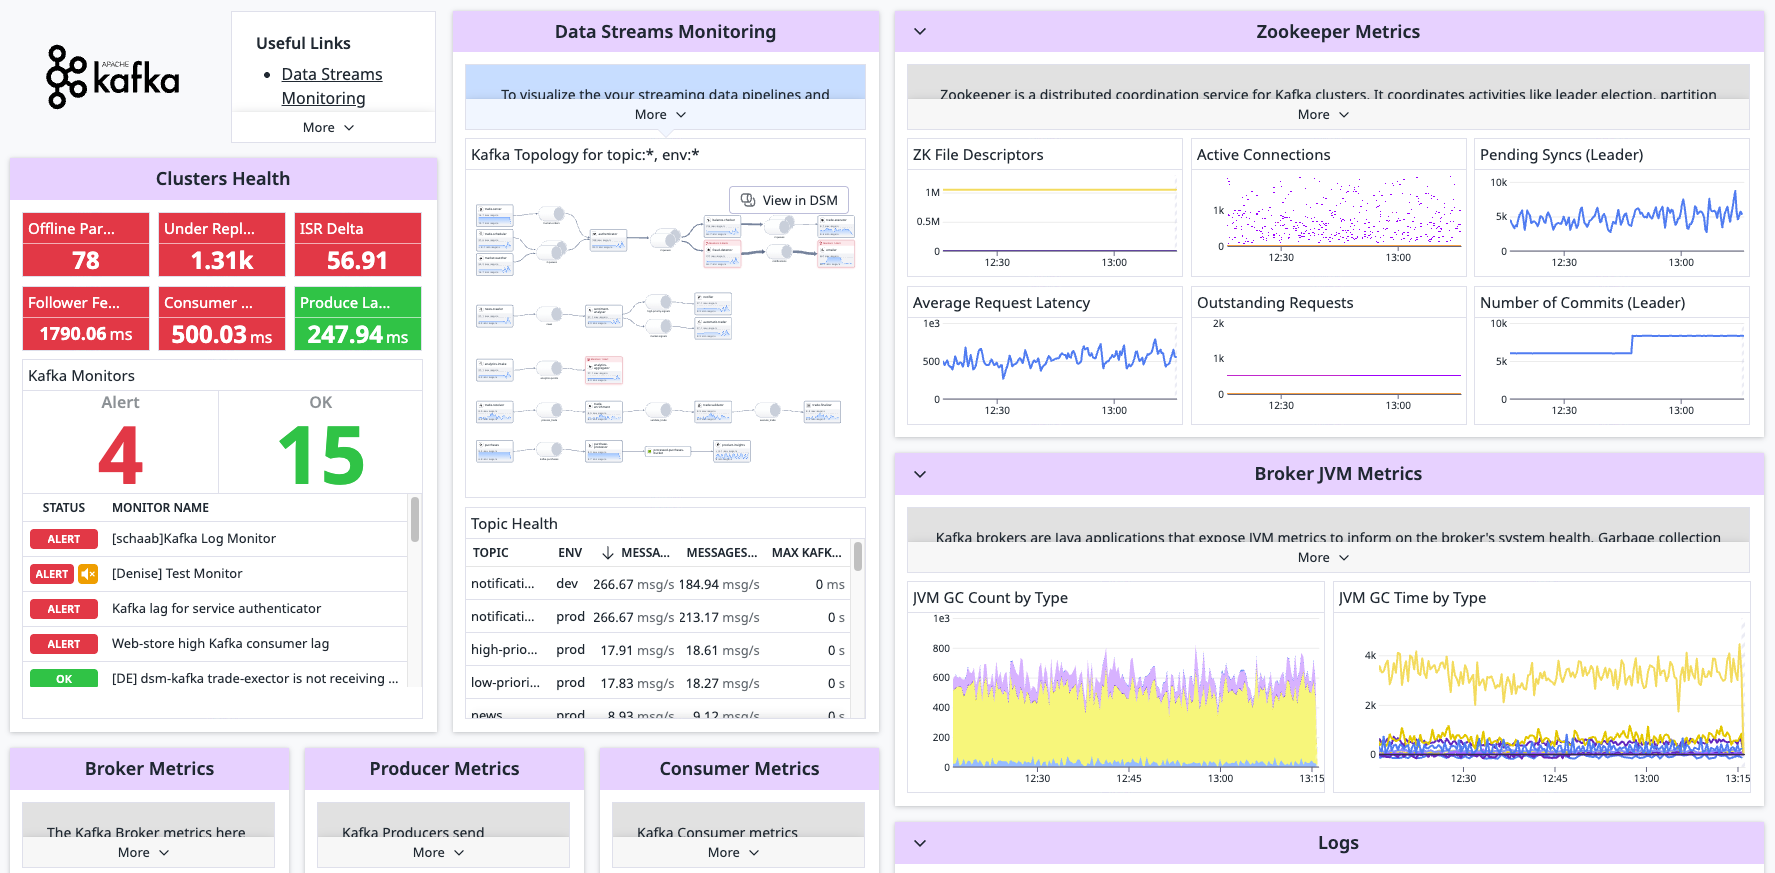 APACHE
kafka
Useful Links
Data Streams
Monitoring
More
Clusters Health
Offline Par...
78
Under Repl...
1.31k
ISR Delta
56.91
Follower Fe...
1790.06 ms
Consumer ...
500.03 ms
Produce La...
247.94 ms
Kafka Monitors
Alert
4
OK
15
STATUS MONITOR NAME
ALERT [schaab]Kafka Log Monitor
ALERT [Denise] Test Monitor
ALERT Kafka lag for service authenticator
ALERT Web-store high Kafka consumer lag
OK [DE] dsm-kafka trade-exector is not receiving ...
Data Streams Monitoring
To visualize the your streaming data pipelines and
More
Kafka Topology for topic:*, env:*
View in DSM
Topic Health
TOPIC ENV MESSA... MESSAGES... MAX KAFK...
notificati... dev 266.67 msg/s 184.94 msg/s 0 ms
notificati... prod 266.67 msg/s 213.17 msg/s 0 s
high-prio... prod 17.91 msg/s 18.61 msg/s 0 s
low-priori... prod 17.83 msg/s 18.27 msg/s 0 s
news prod 8.93 msg/s 9.12 msg/s 0 s
Zookeeper Metrics
Zookeeper is a distributed coordination service for Kafka clusters. It coordinates activities like leader election, partition
More
ZK File Descriptors
1M
0.5M
0
12:30 13:00
Active Connections
1k
0
12:30 13:00
Pending Syncs (Leader)
10k
5k
0
12:30 13:00
Average Request Latency
1e3
500
0
12:30 13:00
Outstanding Requests
2k
1k
0
12:30 13:00
Number of Commits (Leader)
10k
5k
0
12:30 13:00
Broker JVM Metrics
Kafka brokers are Java applications that expose JVM metrics to inform on the broker's system health. Garbage collection
More
JVM GC Count by Type
1e3
800
600
400
200
0
12:30 12:45 13:00 13:15
JVM GC Time by Type
4k
2k
0
12:30 12:45 13:00 13:15
Broker Metrics
The Kafka Broker metrics here
More
Producer Metrics
Kafka Producers send
More
Consumer Metrics
Kafka Consumer metrics
More
Logs